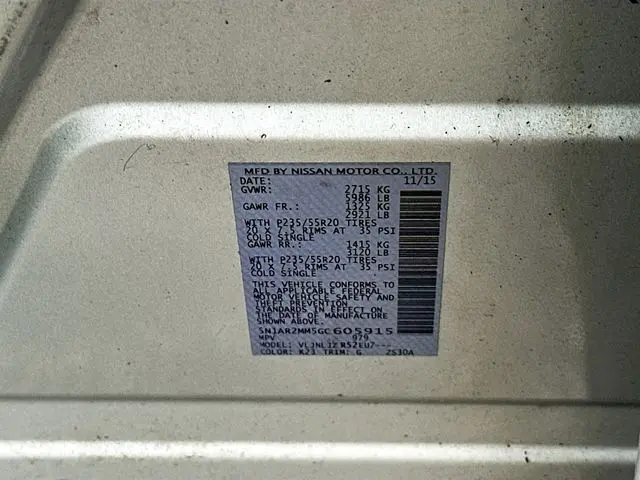 MFD BY NISSAN MOTOR CO., LTD.
DATE: 11/15
GVWR: 2715 KG
5986 LB
GAWR FR.: 1325 KG
2921 LB
WITH P235/55R20 TIRES
20 X 7.5 RIMS AT 35 PSI
COLD SINGLE
GAWR RR.: 1415 KG
3120 LB
WITH P235/55R20 TIRES
20 X 7.5 RIMS AT 35 PSI
COLD SINGLE
THIS VEHICLE CONFORMS TO
ALL APPLICABLE FEDERAL
MOTOR VEHICLE SAFETY AND
THEFT PREVENTION
STANDARDS IN EFFECT ON
THE DATE OF MANUFACTURE
SHOWN ABOVE.
5N1AR2MM5GC605915
MPV 979
MODEL: R52EU7---
COLOR: K23 TRIM: G 2530A